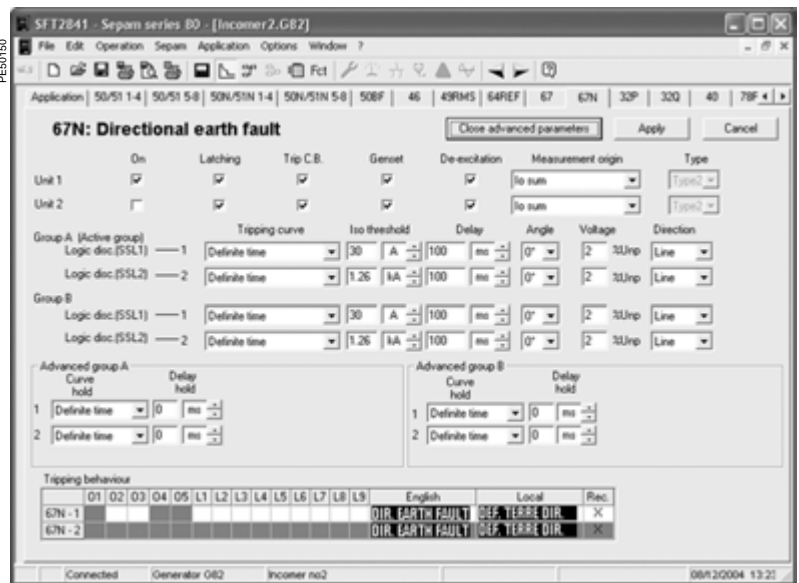 PE50150
SFT2841 - Sepam series 80 - [Incomer2.G82]
File Edit Operation Sepam Application Options Window ?
Fct
Application 50/51 1-4 50/51 5-8 50N/51N 1-4 50N/51N 5-8 50BF 46 49RMS 64REF 67 67N 32P 32Q 40 78P
67N: Directional earth fault Close advanced parameters Apply Cancel
On Latching Trip C.B. Genset De-excitation Measurement origin Type
Unit 1 Io sum Type2
Unit 2 Io sum Type2
Tripping curve Iso threshold Delay Angle Voltage Direction
Group A (Active group)
Logic disc.(SSL1) 1 Definite time 30 A 100 ms 0° 2 %Unp Line
Logic disc.(SSL2) 2 Definite time 1.26 kA 100 ms 0° 2 %Unp Line
Group B
Logic disc.(SSL1) 1 Definite time 30 A 100 ms 0° 2 %Unp Line
Logic disc.(SSL2) 2 Definite time 1.26 kA 100 ms 0° 2 %Unp Line
Advanced group A Advanced group B
Curve hold Delay hold Curve hold Delay hold
1 Definite time 0 ms 1 Definite time 0 ms
2 Definite time 0 ms 2 Definite time 0 ms
Tripping behaviour
O1 O2 O3 O4 O5 L1 L2 L3 L4 L5 L6 L7 L8 L9 English Local Rec.
67N - 1 DIR. EARTH FAULT DEF. TERRE DIR. X
67N - 2 DIR. EARTH FAULT DEF. TERRE DIR. X
Connected Generator G82 Incomer no2 08/12/2004 13:23